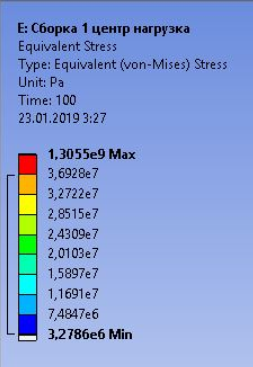 E: Сборка 1 центр нагрузка
Equivalent Stress
Type: Equivalent (von-Mises) Stress
Unit: Pa
Time: 100
23.01.2019 3:27
1,3055e9 Max
3,6928e7
3,2722e7
2,8515e7
2,4309e7
2,0103e7
1,5897e7
1,1691e7
7,4847e6
3,2786e6 Min